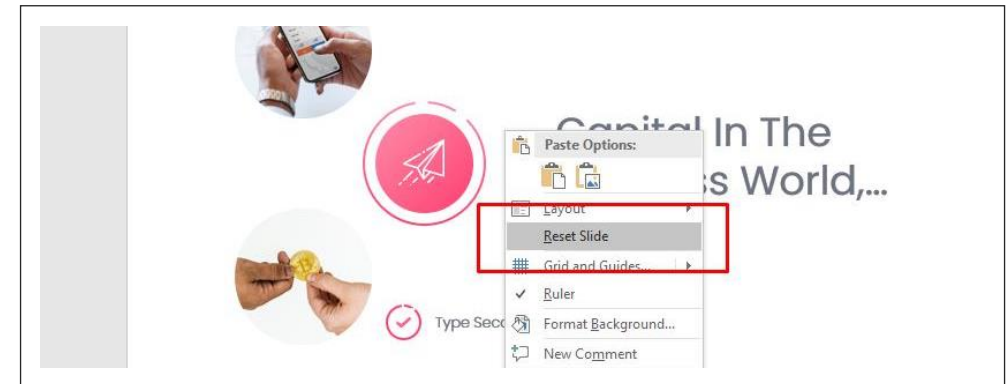 Capital In The
ss World,...
Paste Options:
Layout
Reset Slide
Grid and Guides...
Ruler
Format Background...
New Comment
Type Seco